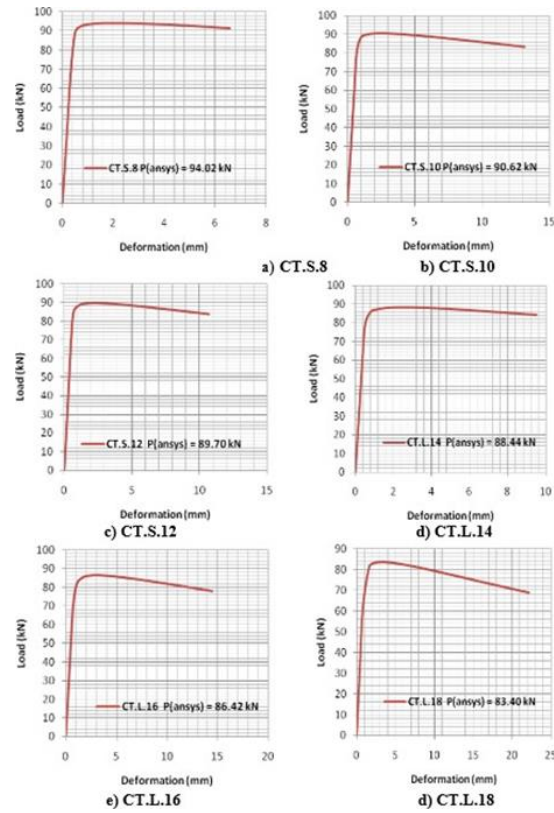 100
90
80
70
60
50
40
30
20
10
0
Load (kN)
CT.S.8 P(ansys) = 94.02 kN
0 2 4 6 8
Deformation (mm)
a) CT.S.8
100
90
80
70
60
50
40
30
20
10
0
Load (kN)
CT.S.10 P(ansys) = 90.62 kN
0 5 10 15
Deformation (mm)
b) CT.S.10
100
90
80
70
60
50
40
30
20
10
0
Load (kN)
CT.S.12 P(ansys) = 89.70 kN
0 5 10 15
Deformation (mm)
c) CT.S.12
100
90
80
70
60
50
40
30
20
10
0
Load (kN)
CT.L.14 P(ansys) = 88.44 kN
0 2 4 6 8 10
Deformation (mm)
d) CT.L.14
100
90
80
70
60
50
40
30
20
10
0
Load (kN)
CT.L.16 P(ansys) = 86.42 kN
0 5 10 15 20
Deformation (mm)
e) CT.L.16
90
80
70
60
50
40
30
20
10
0
Load (kN)
CT.L.18 P(ansys) = 83.40 kN
0 5 10 15 20 25
Deformation (mm)
d) CT.L.18